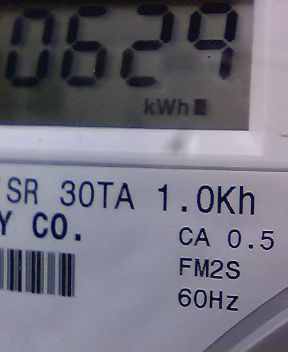 0629
kWh
SR 30TA 1.0Kh
Y CO.
CA 0.5
FM2S
60Hz